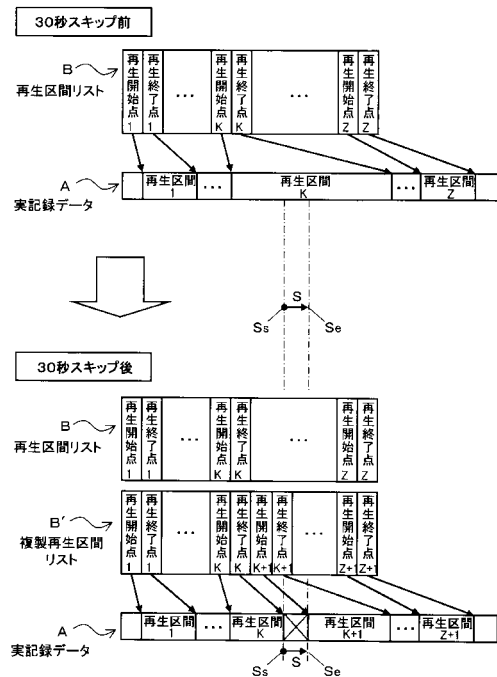 30秒スキップ前
B
再生区間リスト
再生開始点1 再生終了点1 ... 再生開始点K 再生終了点K ... 再生開始点Z 再生終了点Z
A
実記録データ
再生区間1 ... 再生区間K ... 再生区間Z
S
Ss Se
30秒スキップ後
B
再生区間リスト
再生開始点1 再生終了点1 ... 再生開始点K 再生終了点K ... 再生開始点Z 再生終了点Z
B′
複製再生区間
リスト
再生開始点1 再生終了点1 ... 再生開始点K 再生終了点K 再生開始点K+1 再生終了点K+1 ... 再生開始点Z+1 再生終了点Z+1
A
実記録データ
再生区間1 ... 再生区間K 再生区間K+1 ... 再生区間Z+1
S
Ss Se